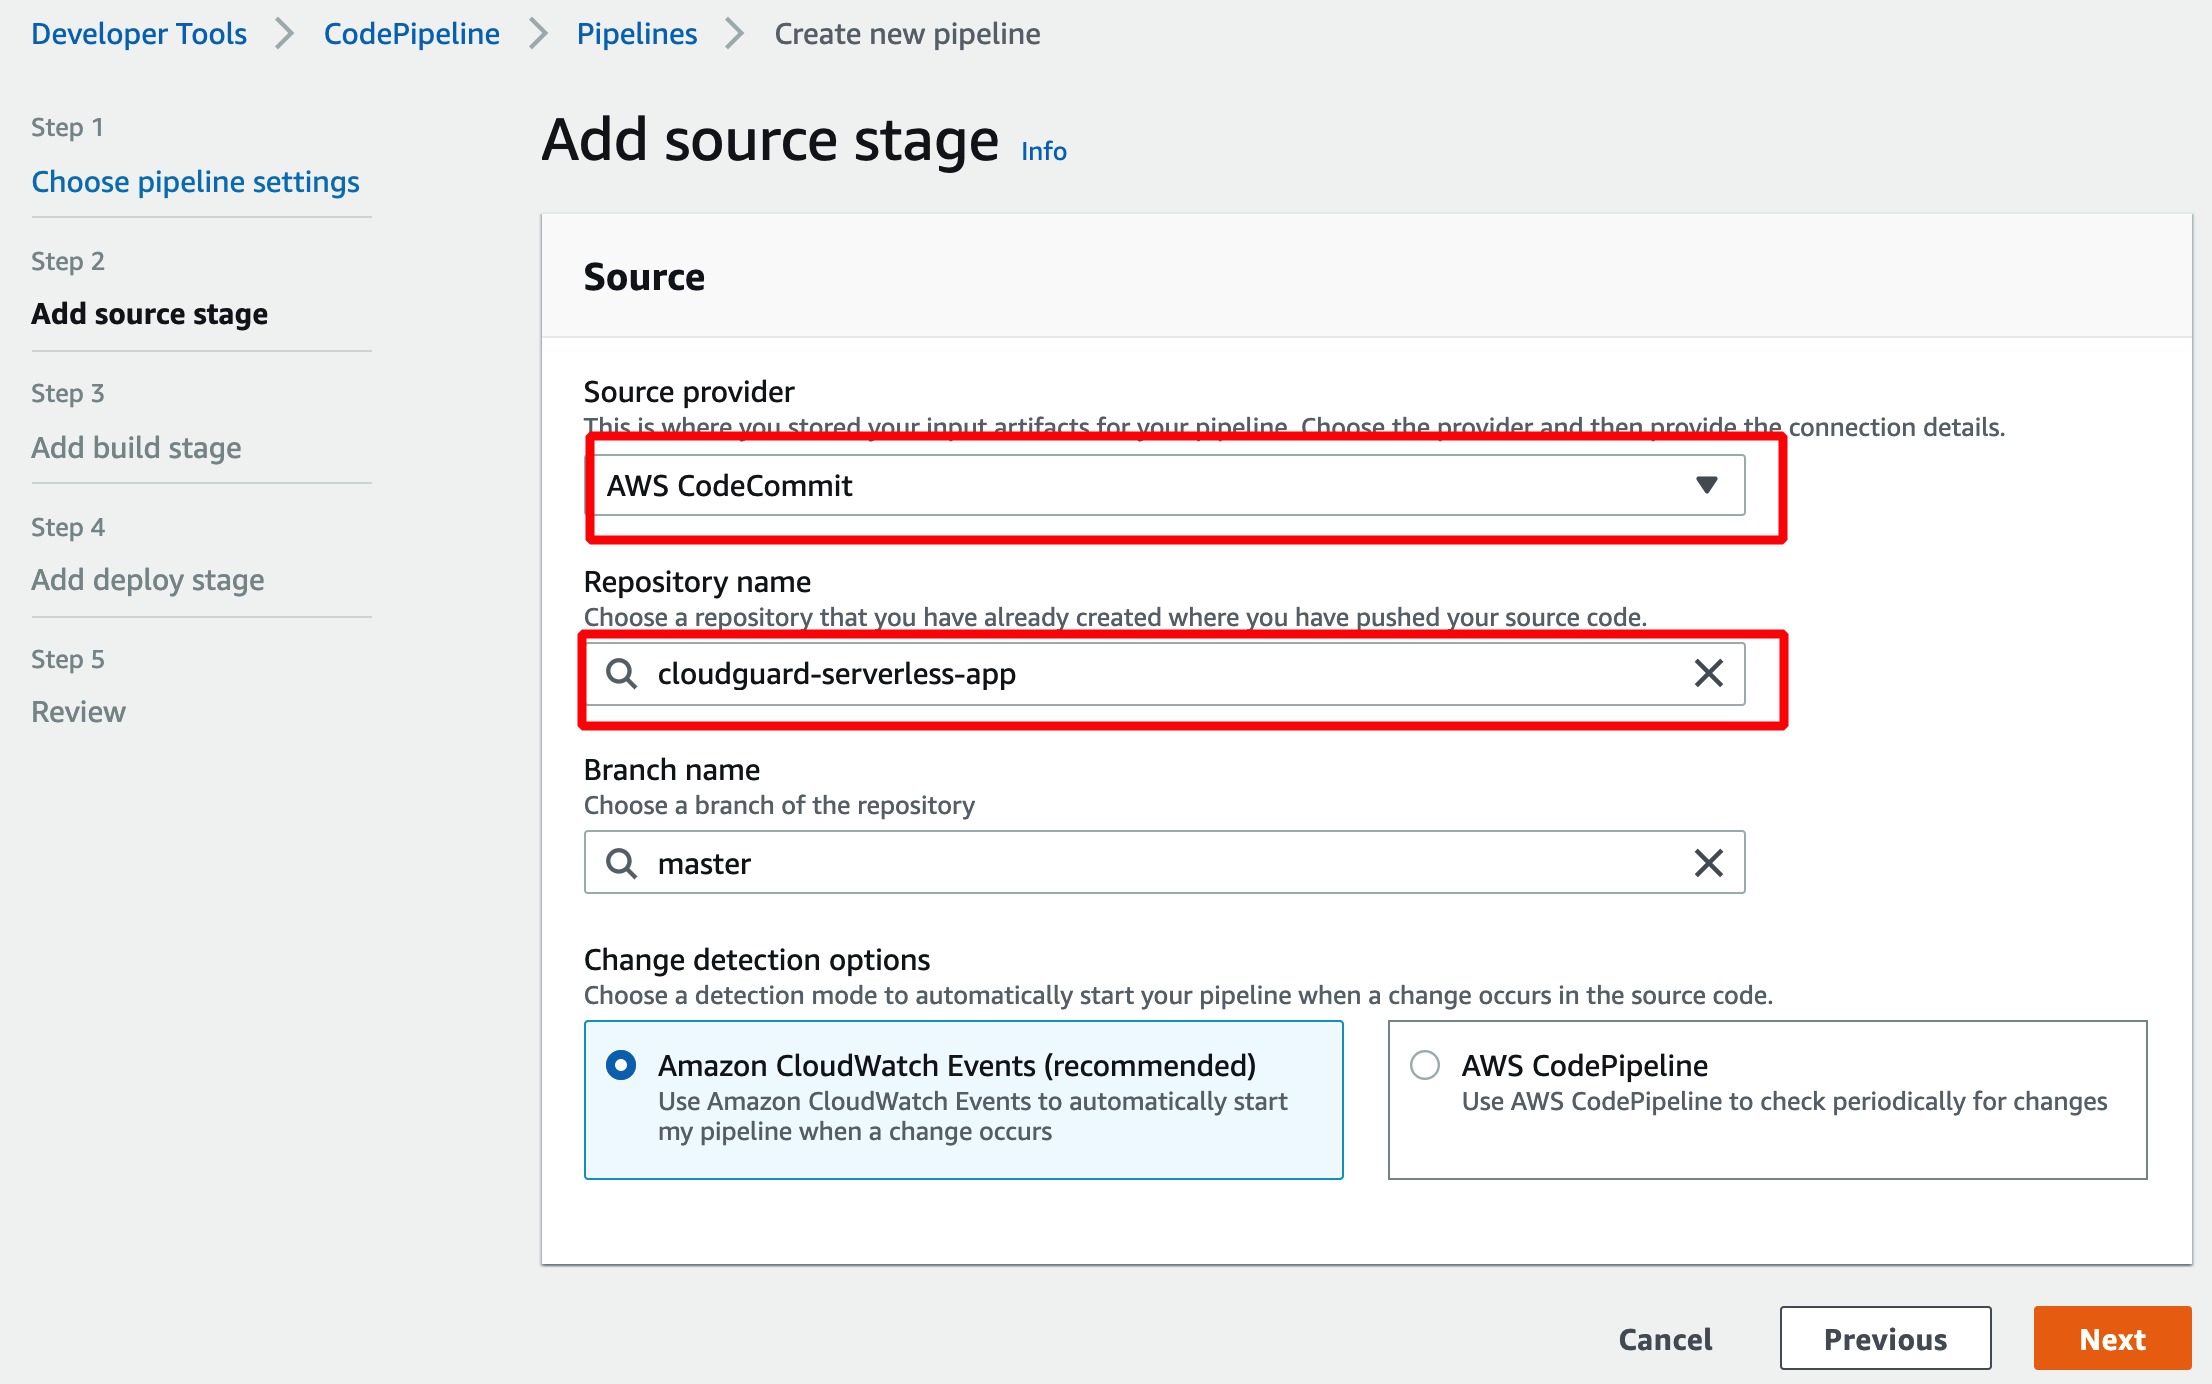 Developer Tools > CodePipeline > Pipelines > Create new pipeline
Step 1
Choose pipeline settings
Step 2
Add source stage
Step 3
Add build stage
Step 4
Add deploy stage
Step 5
Review
Add source stage Info
Source
Source provider
This is where you stored your input artifacts for your pipeline. Choose the provider and then provide the connection details.
AWS CodeCommit
Repository name
Choose a repository that you have already created where you have pushed your source code.
cloudguard-serverless-app
Branch name
Choose a branch of the repository
master
Change detection options
Choose a detection mode to automatically start your pipeline when a change occurs in the source code.
Amazon CloudWatch Events (recommended)
Use Amazon CloudWatch Events to automatically start
my pipeline when a change occurs
AWS CodePipeline
Use AWS CodePipeline to check periodically for changes
Cancel
Previous
Next